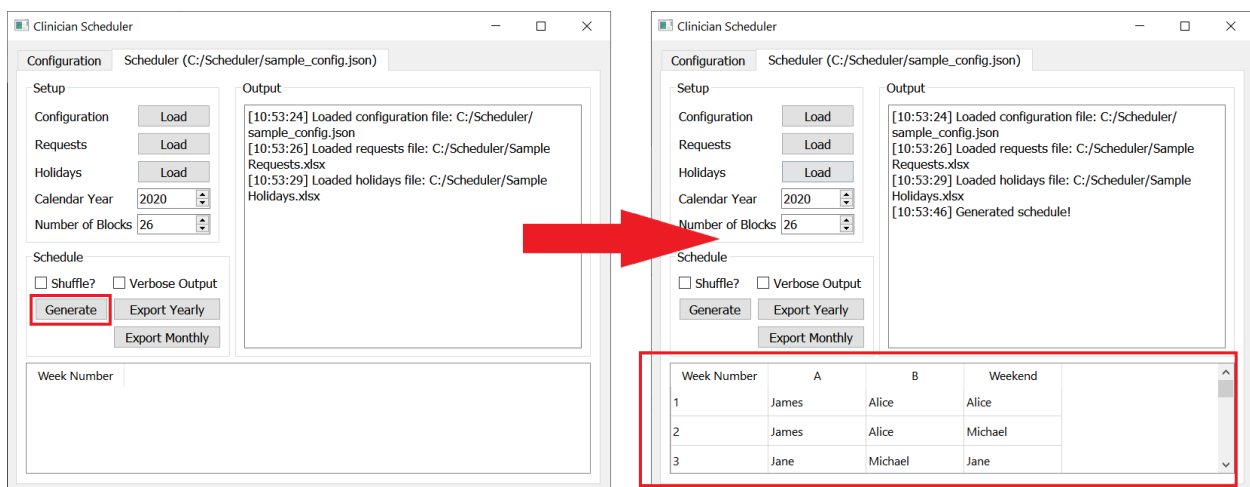 Clinician Scheduler
Configuration
Scheduler (C:/Scheduler/sample_config.json)
Setup
Configuration Load
Requests Load
Holidays Load
Calendar Year 2020
Number of Blocks 26
Schedule
Shuffle? Verbose Output
Generate Export Yearly
Export Monthly
Output
[10:53:24] Loaded configuration file: C:/Scheduler/
sample_config.json
[10:53:26] Loaded requests file: C:/Scheduler/Sample
Requests.xlsx
[10:53:29] Loaded holidays file: C:/Scheduler/Sample
Holidays.xlsx
Week Number
Clinician Scheduler
Configuration
Scheduler (C:/Scheduler/sample_config.json)
Setup
Configuration Load
Requests Load
Holidays Load
Calendar Year 2020
Number of Blocks 26
Schedule
Shuffle? Verbose Output
Generate Export Yearly
Export Monthly
Output
[10:53:24] Loaded configuration file: C:/Scheduler/
sample_config.json
[10:53:26] Loaded requests file: C:/Scheduler/Sample
Requests.xlsx
[10:53:29] Loaded holidays file: C:/Scheduler/Sample
Holidays.xlsx
[10:53:46] Generated schedule!
Week Number A B Weekend
1 James Alice Alice
2 James Alice Michael
3 Jane Michael Jane